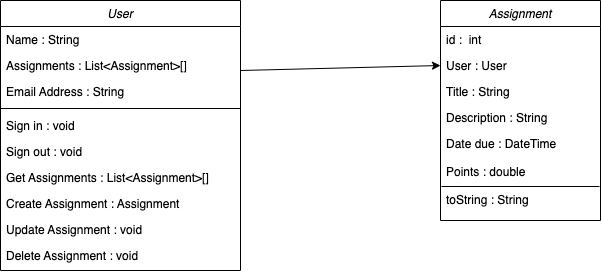 User
Name : String
Assignments : List<Assignment>[]
Email Address : String
Sign in : void
Sign out : void
Get Assignments : List<Assignment>[]
Create Assignment : Assignment
Update Assignment : void
Delete Assignment : void
Assignment
id :  int
User : User
Title : String
Description : String
Date due : DateTime
Points : double
toString : String